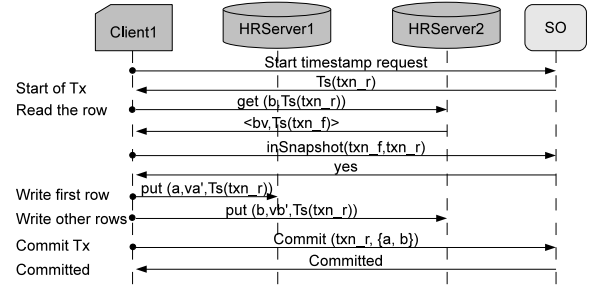 Client1
HRServer1
HRServer2
SO
Start timestamp request
Start of Tx
Ts(txn_r)
Read the row
get (b,Ts(txn_r))
<bv,Ts(txn_f)>
inSnapshot(txn_f,txn_r)
yes
Write first row
put (a,va',Ts(txn_r))
Write other rows
put (b,vb',Ts(txn_r))
Commit Tx
Commit (txn_r, {a, b})
Committed
Committed